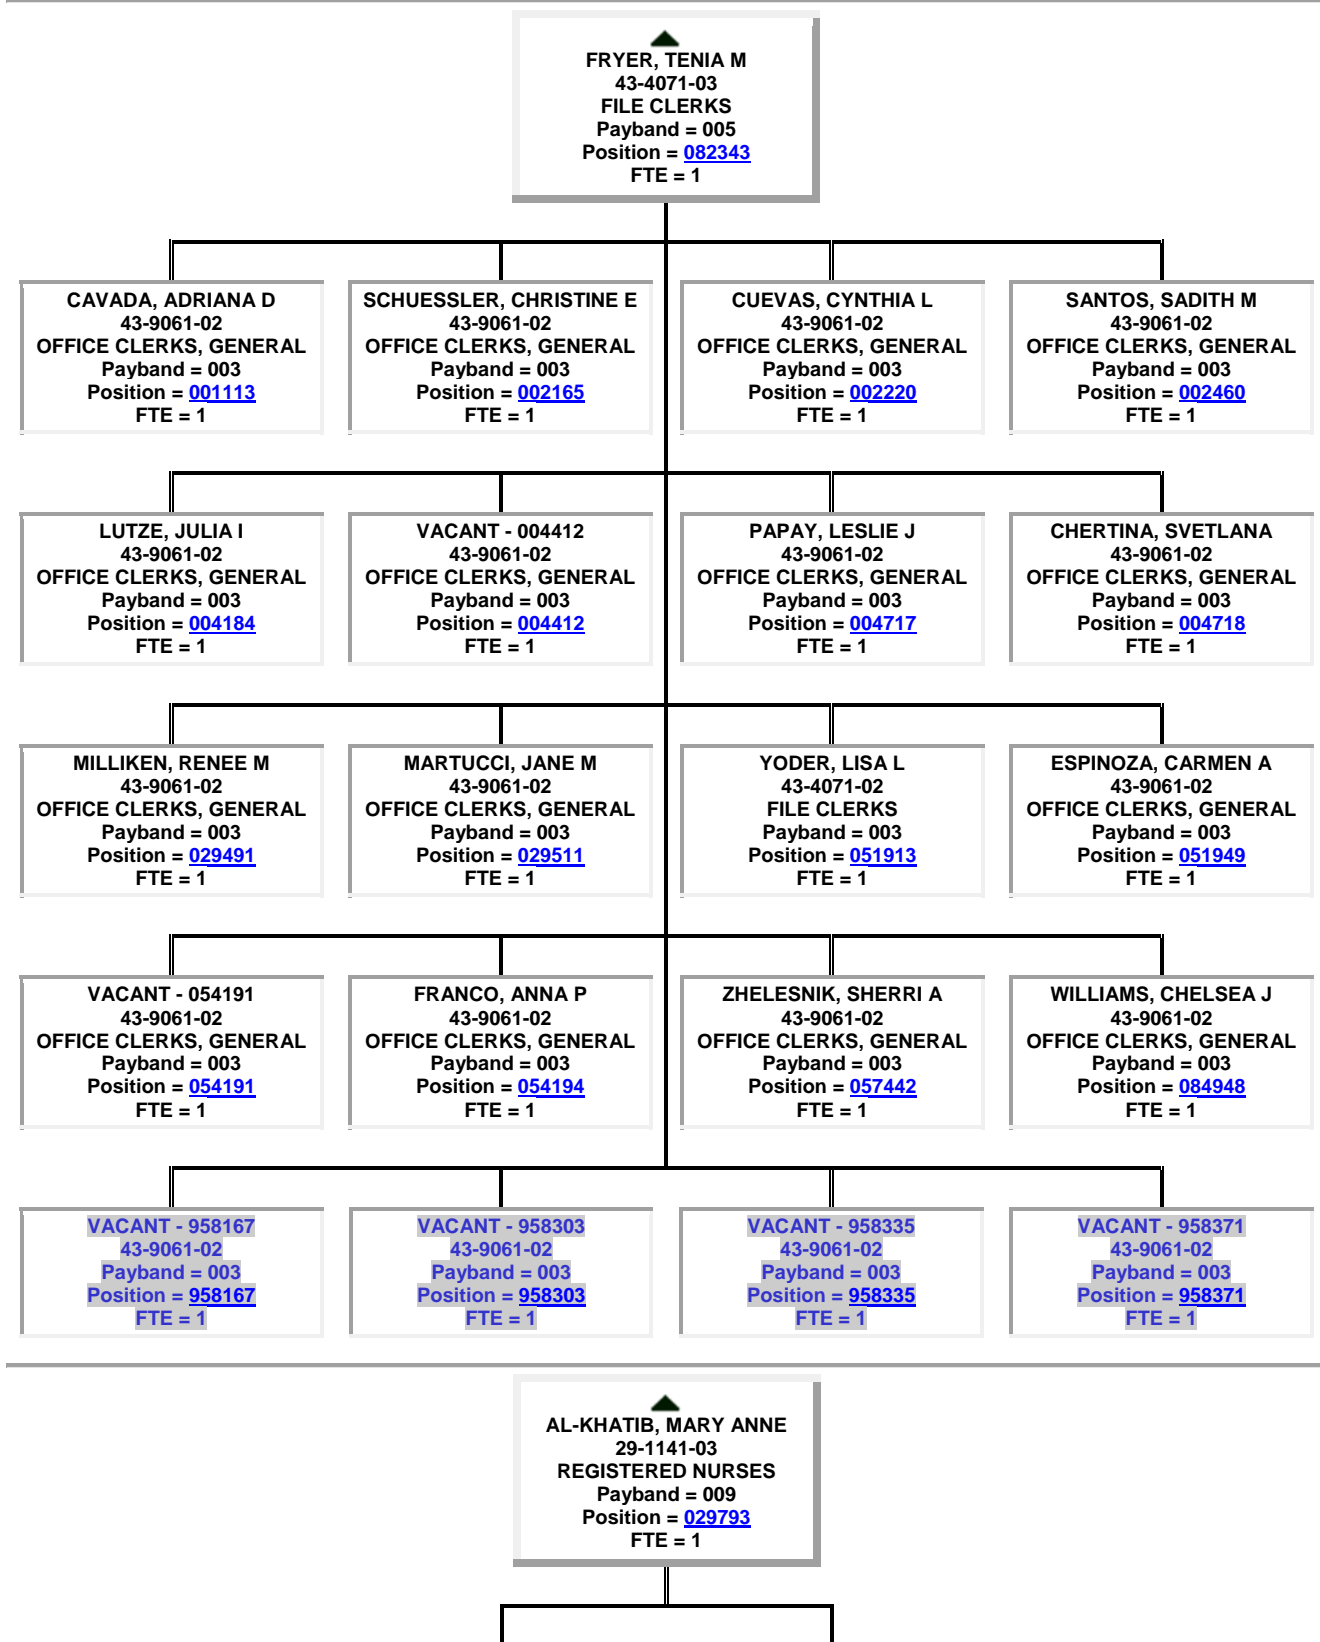 FRYER, TENIA M
43-4071-03
FILE CLERKS
Payband = 005
Position = 082343
FTE = 1
CAVADA, ADRIANA D
43-9061-02
OFFICE CLERKS, GENERAL
Payband = 003
Position = 001113
FTE = 1
SCHUESSLER, CHRISTINE E
43-9061-02
OFFICE CLERKS, GENERAL
Payband = 003
Position = 002165
FTE = 1
CUEVAS, CYNTHIA L
43-9061-02
OFFICE CLERKS, GENERAL
Payband = 003
Position = 002220
FTE = 1
SANTOS, SADITH M
43-9061-02
OFFICE CLERKS, GENERAL
Payband = 003
Position = 002460
FTE = 1
LUTZE, JULIA I
43-9061-02
OFFICE CLERKS, GENERAL
Payband = 003
Position = 004184
FTE = 1
VACANT - 004412
43-9061-02
OFFICE CLERKS, GENERAL
Payband = 003
Position = 004412
FTE = 1
PAPAY, LESLIE J
43-9061-02
OFFICE CLERKS, GENERAL
Payband = 003
Position = 004717
FTE = 1
CHERTINA, SVETLANA
43-9061-02
OFFICE CLERKS, GENERAL
Payband = 003
Position = 004718
FTE = 1
MILLIKEN, RENEE M
43-9061-02
OFFICE CLERKS, GENERAL
Payband = 003
Position = 029491
FTE = 1
MARTUCCI, JANE M
43-9061-02
OFFICE CLERKS, GENERAL
Payband = 003
Position = 029511
FTE = 1
YODER, LISA L
43-4071-02
FILE CLERKS
Payband = 003
Position = 051913
FTE = 1
ESPINOZA, CARMEN A
43-9061-02
OFFICE CLERKS, GENERAL
Payband = 003
Position = 051949
FTE = 1
VACANT - 054191
43-9061-02
OFFICE CLERKS, GENERAL
Payband = 003
Position = 054191
FTE = 1
FRANCO, ANNA P
43-9061-02
OFFICE CLERKS, GENERAL
Payband = 003
Position = 054194
FTE = 1
ZHELESNIK, SHERRI A
43-9061-02
OFFICE CLERKS, GENERAL
Payband = 003
Position = 057442
FTE = 1
WILLIAMS, CHELSEA J
43-9061-02
OFFICE CLERKS, GENERAL
Payband = 003
Position = 084948
FTE = 1
VACANT - 958167
43-9061-02
Payband = 003
Position = 958167
FTE = 1
VACANT - 958303
43-9061-02
Payband = 003
Position = 958303
FTE = 1
VACANT - 958335
43-9061-02
Payband = 003
Position = 958335
FTE = 1
VACANT - 958371
43-9061-02
Payband = 003
Position = 958371
FTE = 1
AL-KHATIB, MARY ANNE
29-1141-03
REGISTERED NURSES
Payband = 009
Position = 029793
FTE = 1